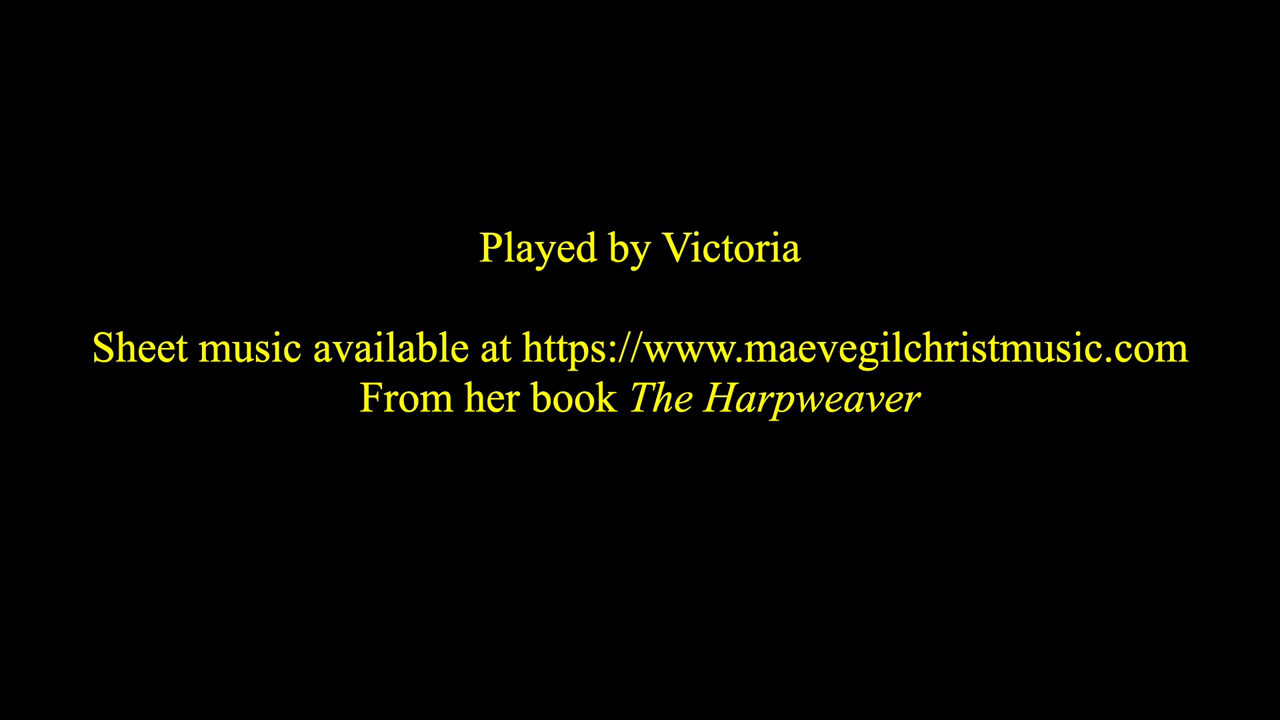 Played by Victoria
Sheet music available at https://www.maevegilchristmusic.com
From her book The Harpweaver